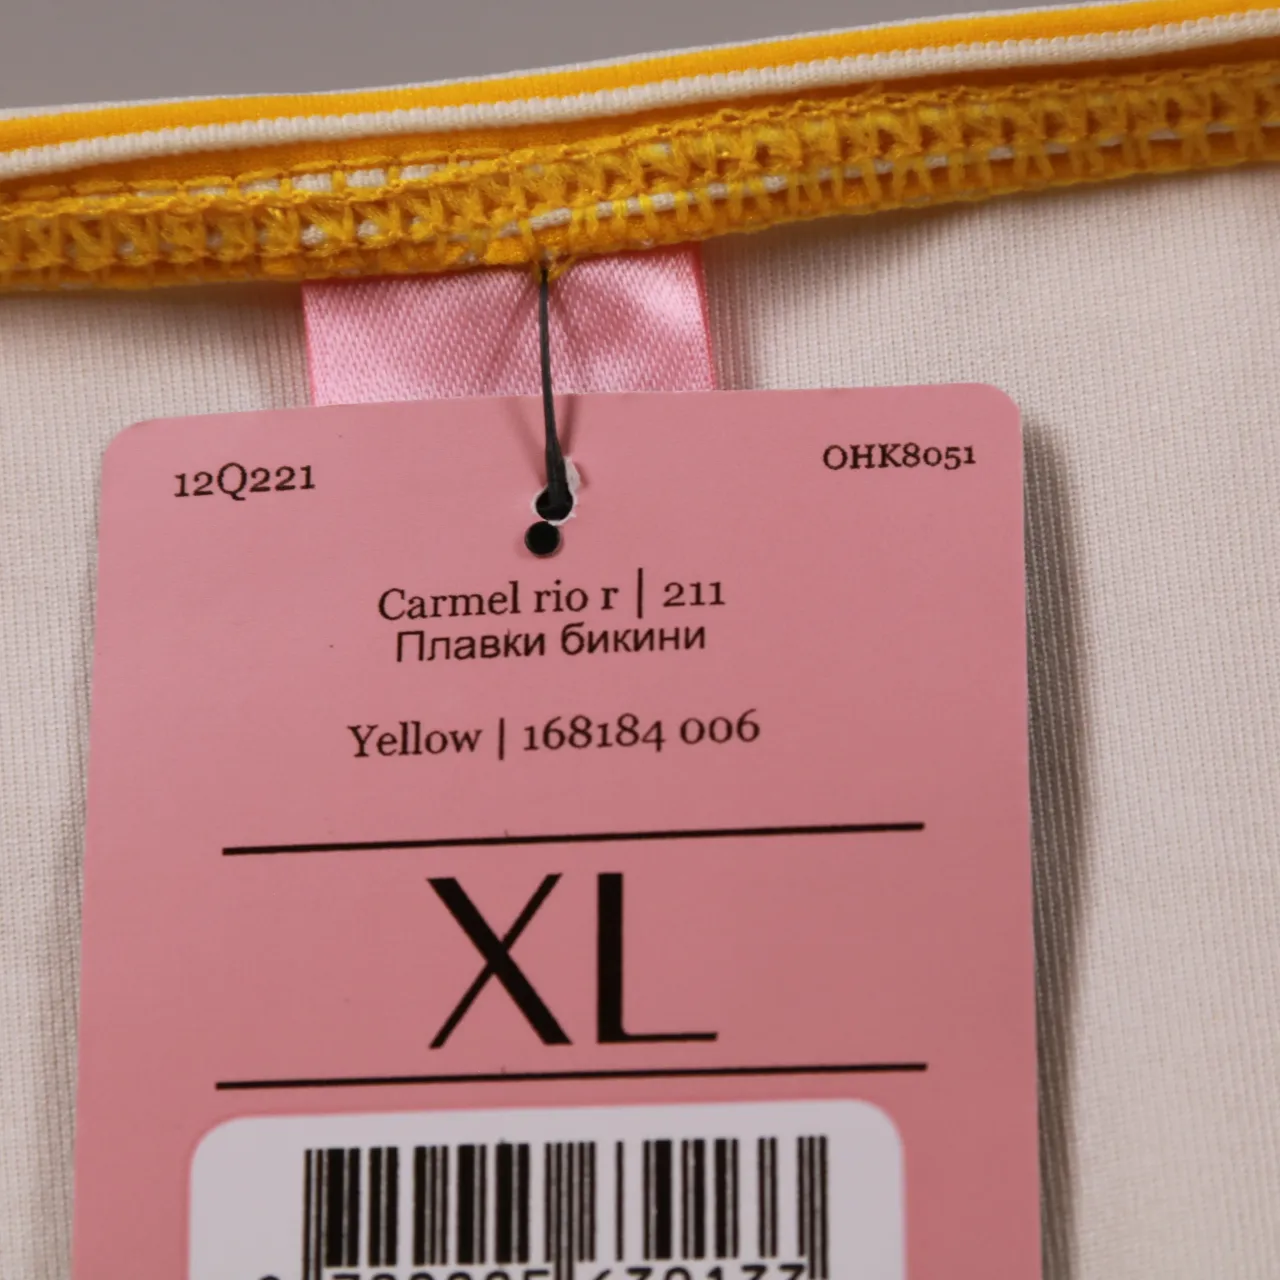 12Q221 OHK8051
Carmel rio r | 211
Плавки бикини
Yellow | 168184 006
XL